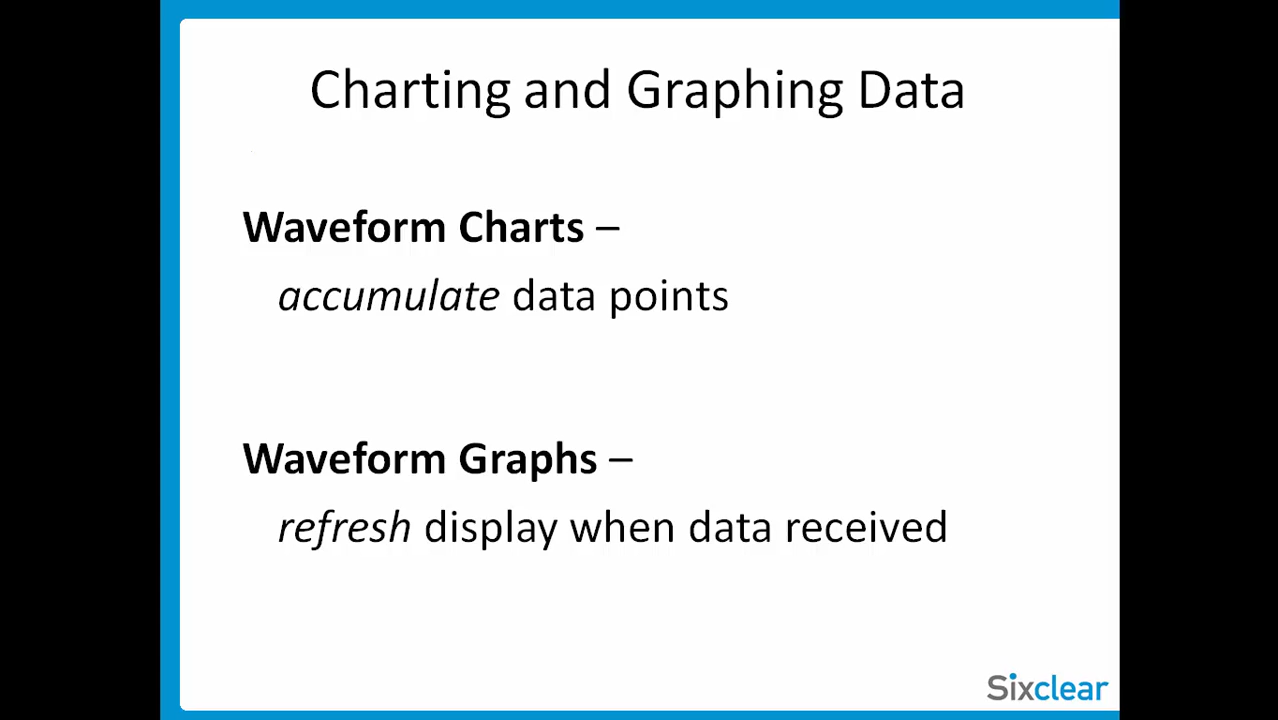 Charting and Graphing Data
Waveform Charts –
accumulate data points
Waveform Graphs –
refresh display when data received
Sixclear